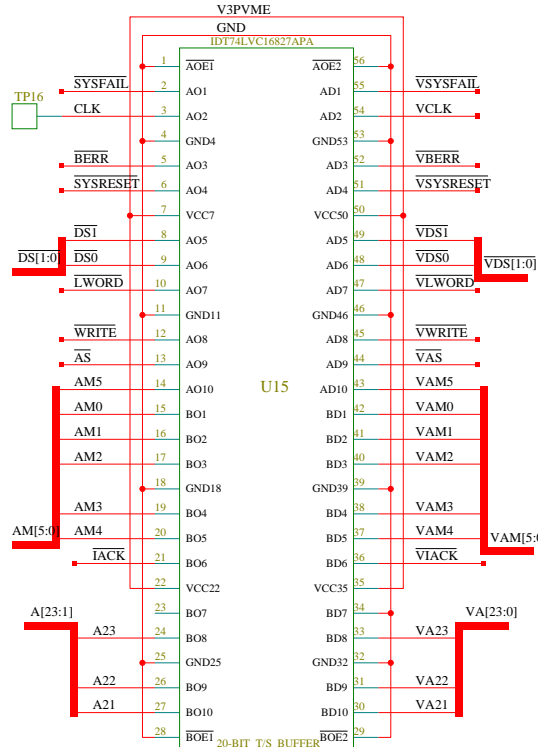 V3PVME
GND
IDT74LVC16827APA
1 AOE1 AOE2 56
SYSFAIL 2 AO1 AD1 55 VSYSFAIL
TP16 CLK 3 AO2 AD2 54 VCLK
4 GND4 GND53 53
BERR 5 AO3 AD3 52 VBERR
SYSRESET 6 AO4 AD4 51 VSYSRESET
7 VCC7 VCC50 50
DS1 8 AO5 AD5 49 VDS1
DS[1:0] DS0 9 AO6 AD6 48 VDS0 VDS[1:0]
LWORD 10 AO7 AD7 47 VLWORD
11 GND11 GND46 46
WRITE 12 AO8 AD8 45 VWRITE
AS 13 AO9 AD9 44 VAS
AM5 14 AO10 U15 AD10 43 VAM5
AM0 15 BO1 BD1 42 VAM0
AM1 16 BO2 BD2 41 VAM1
AM2 17 BO3 BD3 40 VAM2
18 GND18 GND39 39
AM3 19 BO4 BD4 38 VAM3
AM[5:0] AM4 20 BO5 BD5 37 VAM4 VAM[5:0
IACK 21 BO6 BD6 36 VIACK
22 VCC22 VCC35 35
A[23:1] 23 BO7 BD7 34 VA[23:0]
A23 24 BO8 BD8 33 VA23
25 GND25 GND32 32
A22 26 BO9 BD9 31 VA22
A21 27 BO10 BD10 30 VA21
28 BOE1 BOE2 29
20-BIT T/S BUFFER